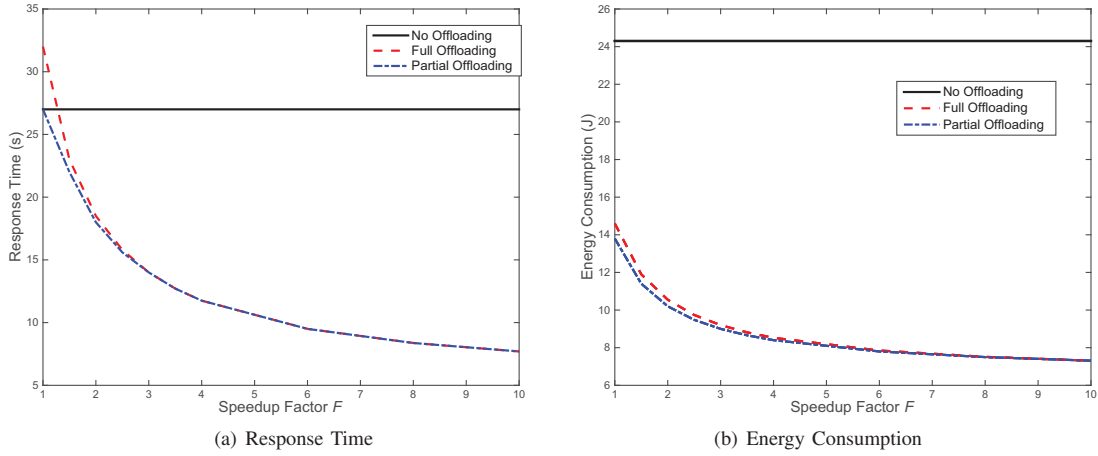 35
30
25
20
15
10
5
Response Time (s)
No Offloading
Full Offloading
Partial Offloading
1 2 3 4 5 6 7 8 9 10
Speedup Factor F
(a) Response Time
26
24
22
20
18
16
14
12
10
8
6
Energy Consumption (J)
No Offloading
Full Offloading
Partial Offloading
1 2 3 4 5 6 7 8 9 10
Speedup Factor F
(b) Energy Consumption